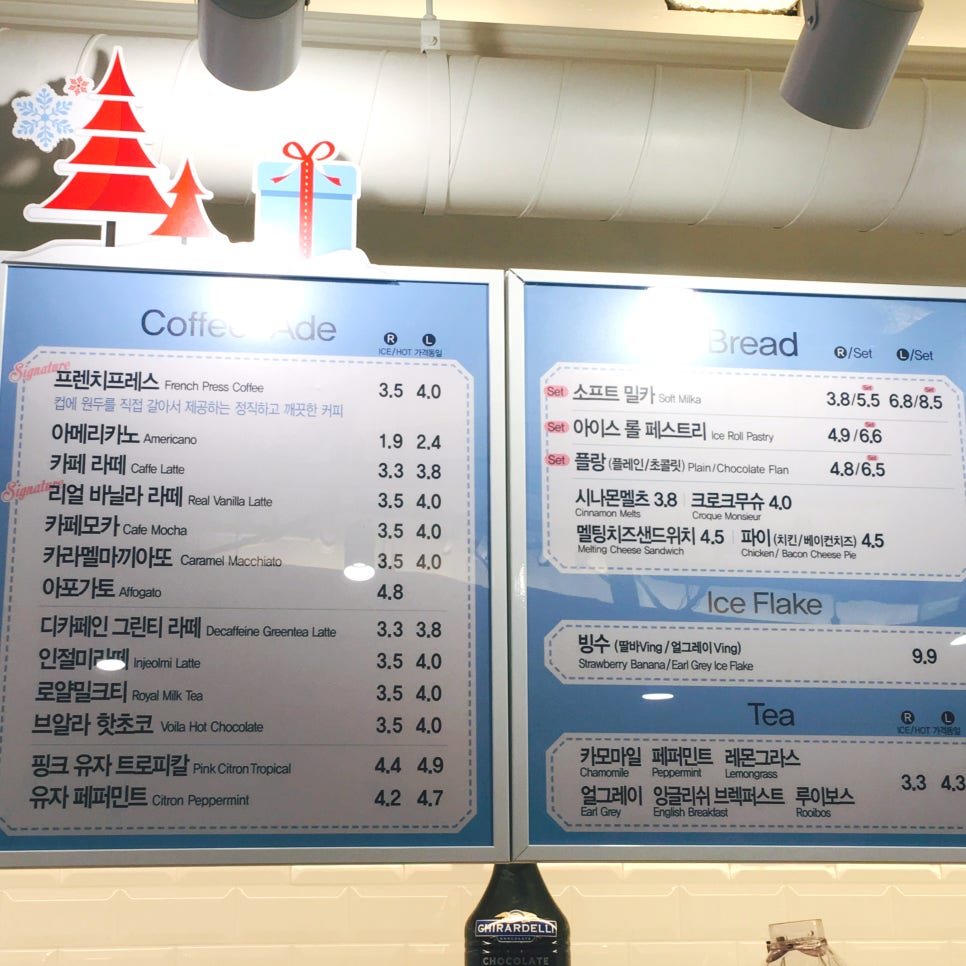 Coffee Ade
R L
ICE/HOT 가격동일
Signature
프렌치프레스 French Press Coffee 3.5 4.0
컵에 원두를 직접 갈아서 제공하는 정직하고 깨끗한 커피
아메리카노 Americano 1.9 2.4
카페 라떼 Caffe Latte 3.3 3.8
Signature
리얼 바닐라 라떼 Real Vanilla Latte 3.5 4.0
카페모카 Cafe Mocha 3.5 4.0
카라멜마끼아또 Caramel Macchiato 3.5 4.0
아포가토 Affogato 4.8
디카페인 그린티 라떼 Decaffeine Greentea Latte 3.3 3.8
인절미라떼 Injeolmi Latte 3.5 4.0
로얄밀크티 Royal Milk Tea 3.5 4.0
브알라 핫초코 Voila Hot Chocolate 3.5 4.0
핑크 유자 트로피칼 Pink Citron Tropical 4.4 4.9
유자 페퍼민트 Citron Peppermint 4.2 4.7
Bread
R/Set L/Set
Set 소프트 밀카 Soft Milka 3.8/5.5 Set 6.8/8.5 Set
Set 아이스 롤 페스트리 Ice Roll Pastry 4.9/6.6 Set
Set 플랑 (플레인/초콜릿) Plain/Chocolate Flan 4.8/6.5 Set
시나몬멜츠 3.8 크로크무슈 4.0
Cinnamon Melts Croque Monsieur
멜팅치즈샌드위치 4.5 파이 (치킨/베이컨치즈) 4.5
Melting Cheese Sandwich Chicken/Bacon Cheese Pie
Ice Flake
빙수 (딸바Ving/얼그레이Ving) 9.9
Strawberry Banana/Earl Grey Ice Flake
Tea
R L
ICE/HOT 가격동일
카모마일 페퍼민트 레몬그라스
Chamomile Peppermint Lemongrass
3.3 4.3
얼그레이 잉글리쉬 브렉퍼스트 루이보스
Earl Grey English Breakfast Rooibos
GHIRARDELLI
CHOCOLATE
CHOCOLATE